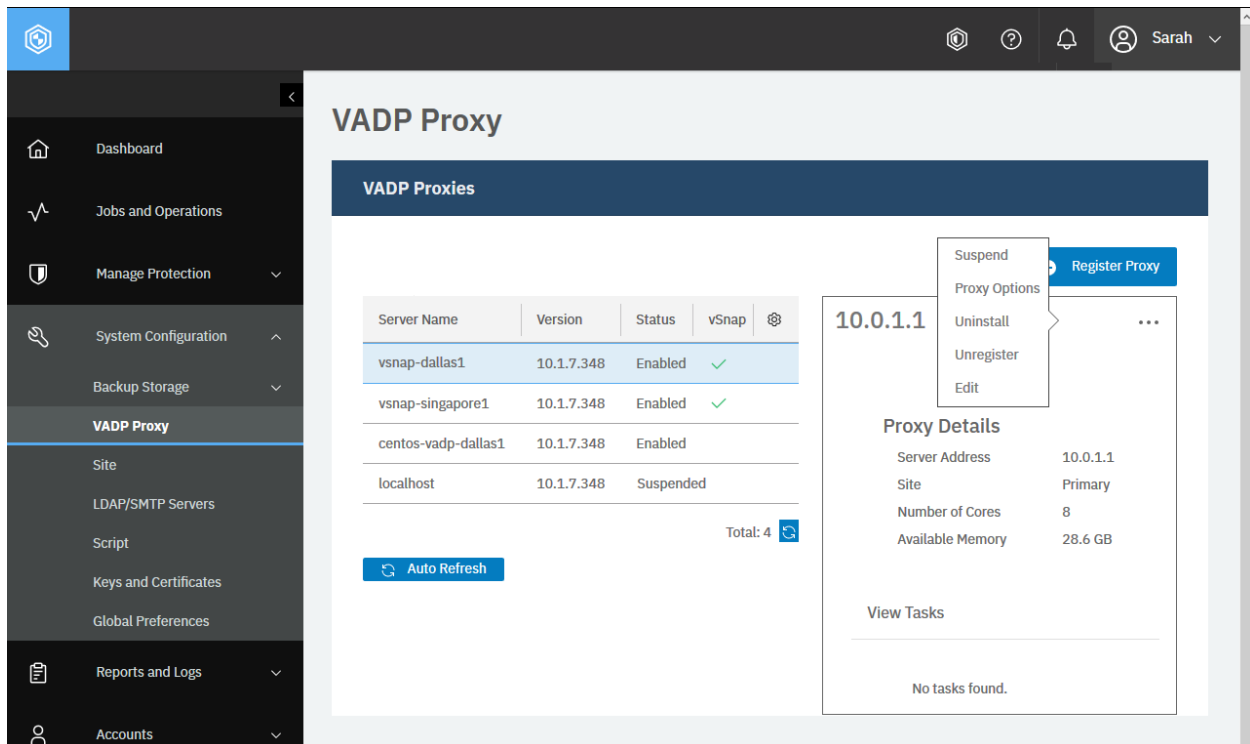 Sarah
Dashboard
Jobs and Operations
Manage Protection
System Configuration
Backup Storage
VADP Proxy
Site
LDAP/SMTP Servers
Script
Keys and Certificates
Global Preferences
Reports and Logs
Accounts
VADP Proxy
VADP Proxies
Register Proxy
Server Name Version Status vSnap
vsnap-dallas1 10.1.7.348 Enabled
vsnap-singapore1 10.1.7.348 Enabled
centos-vadp-dallas1 10.1.7.348 Enabled
localhost 10.1.7.348 Suspended
Total: 4
Auto Refresh
10.0.1.1
Suspend
Proxy Options
Uninstall
Unregister
Edit
Proxy Details
Server Address 10.0.1.1
Site Primary
Number of Cores 8
Available Memory 28.6 GB
View Tasks
No tasks found.